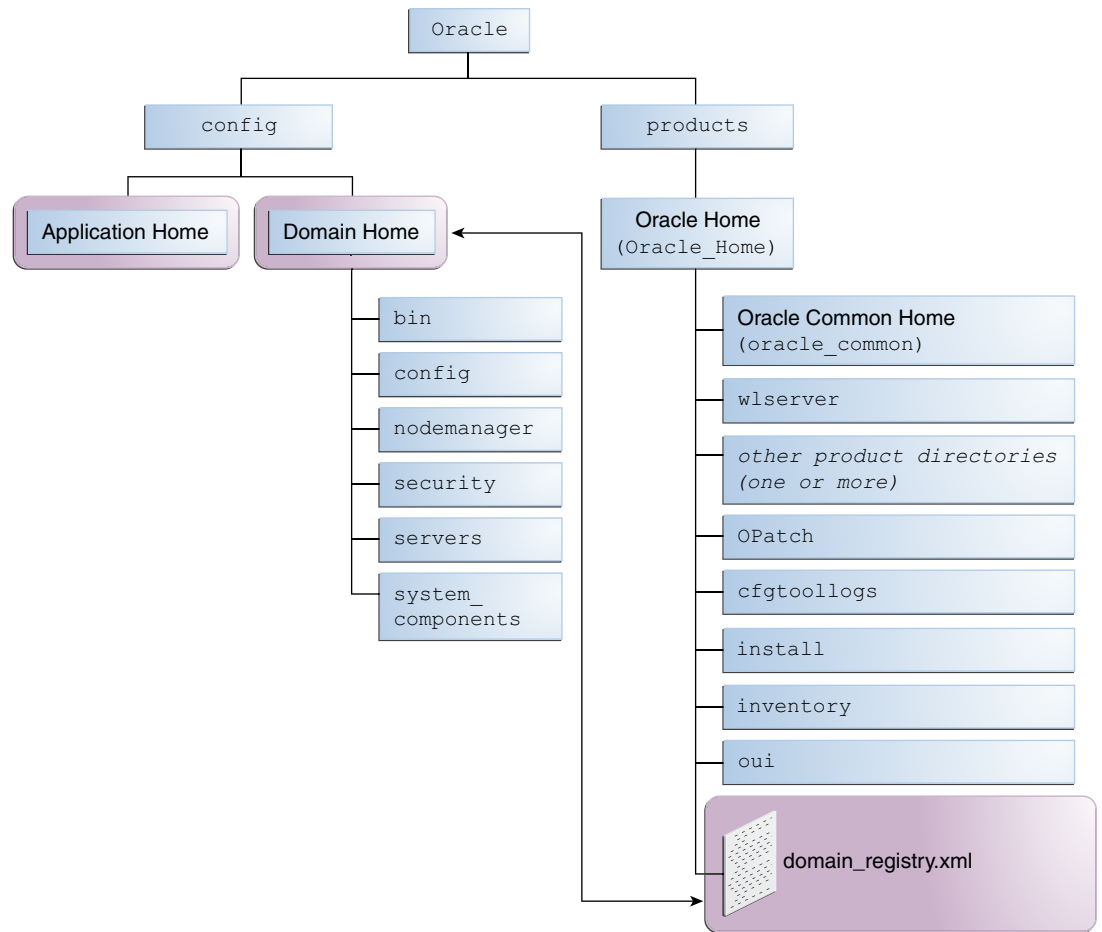 Oracle
config
products
Application Home
Domain Home
Oracle Home
(Oracle_Home)
bin
config
nodemanager
security
servers
system_
components
Oracle Common Home
(oracle_common)
wlserver
other product directories
(one or more)
OPatch
cfgtoollogs
install
inventory
oui
domain_registry.xml